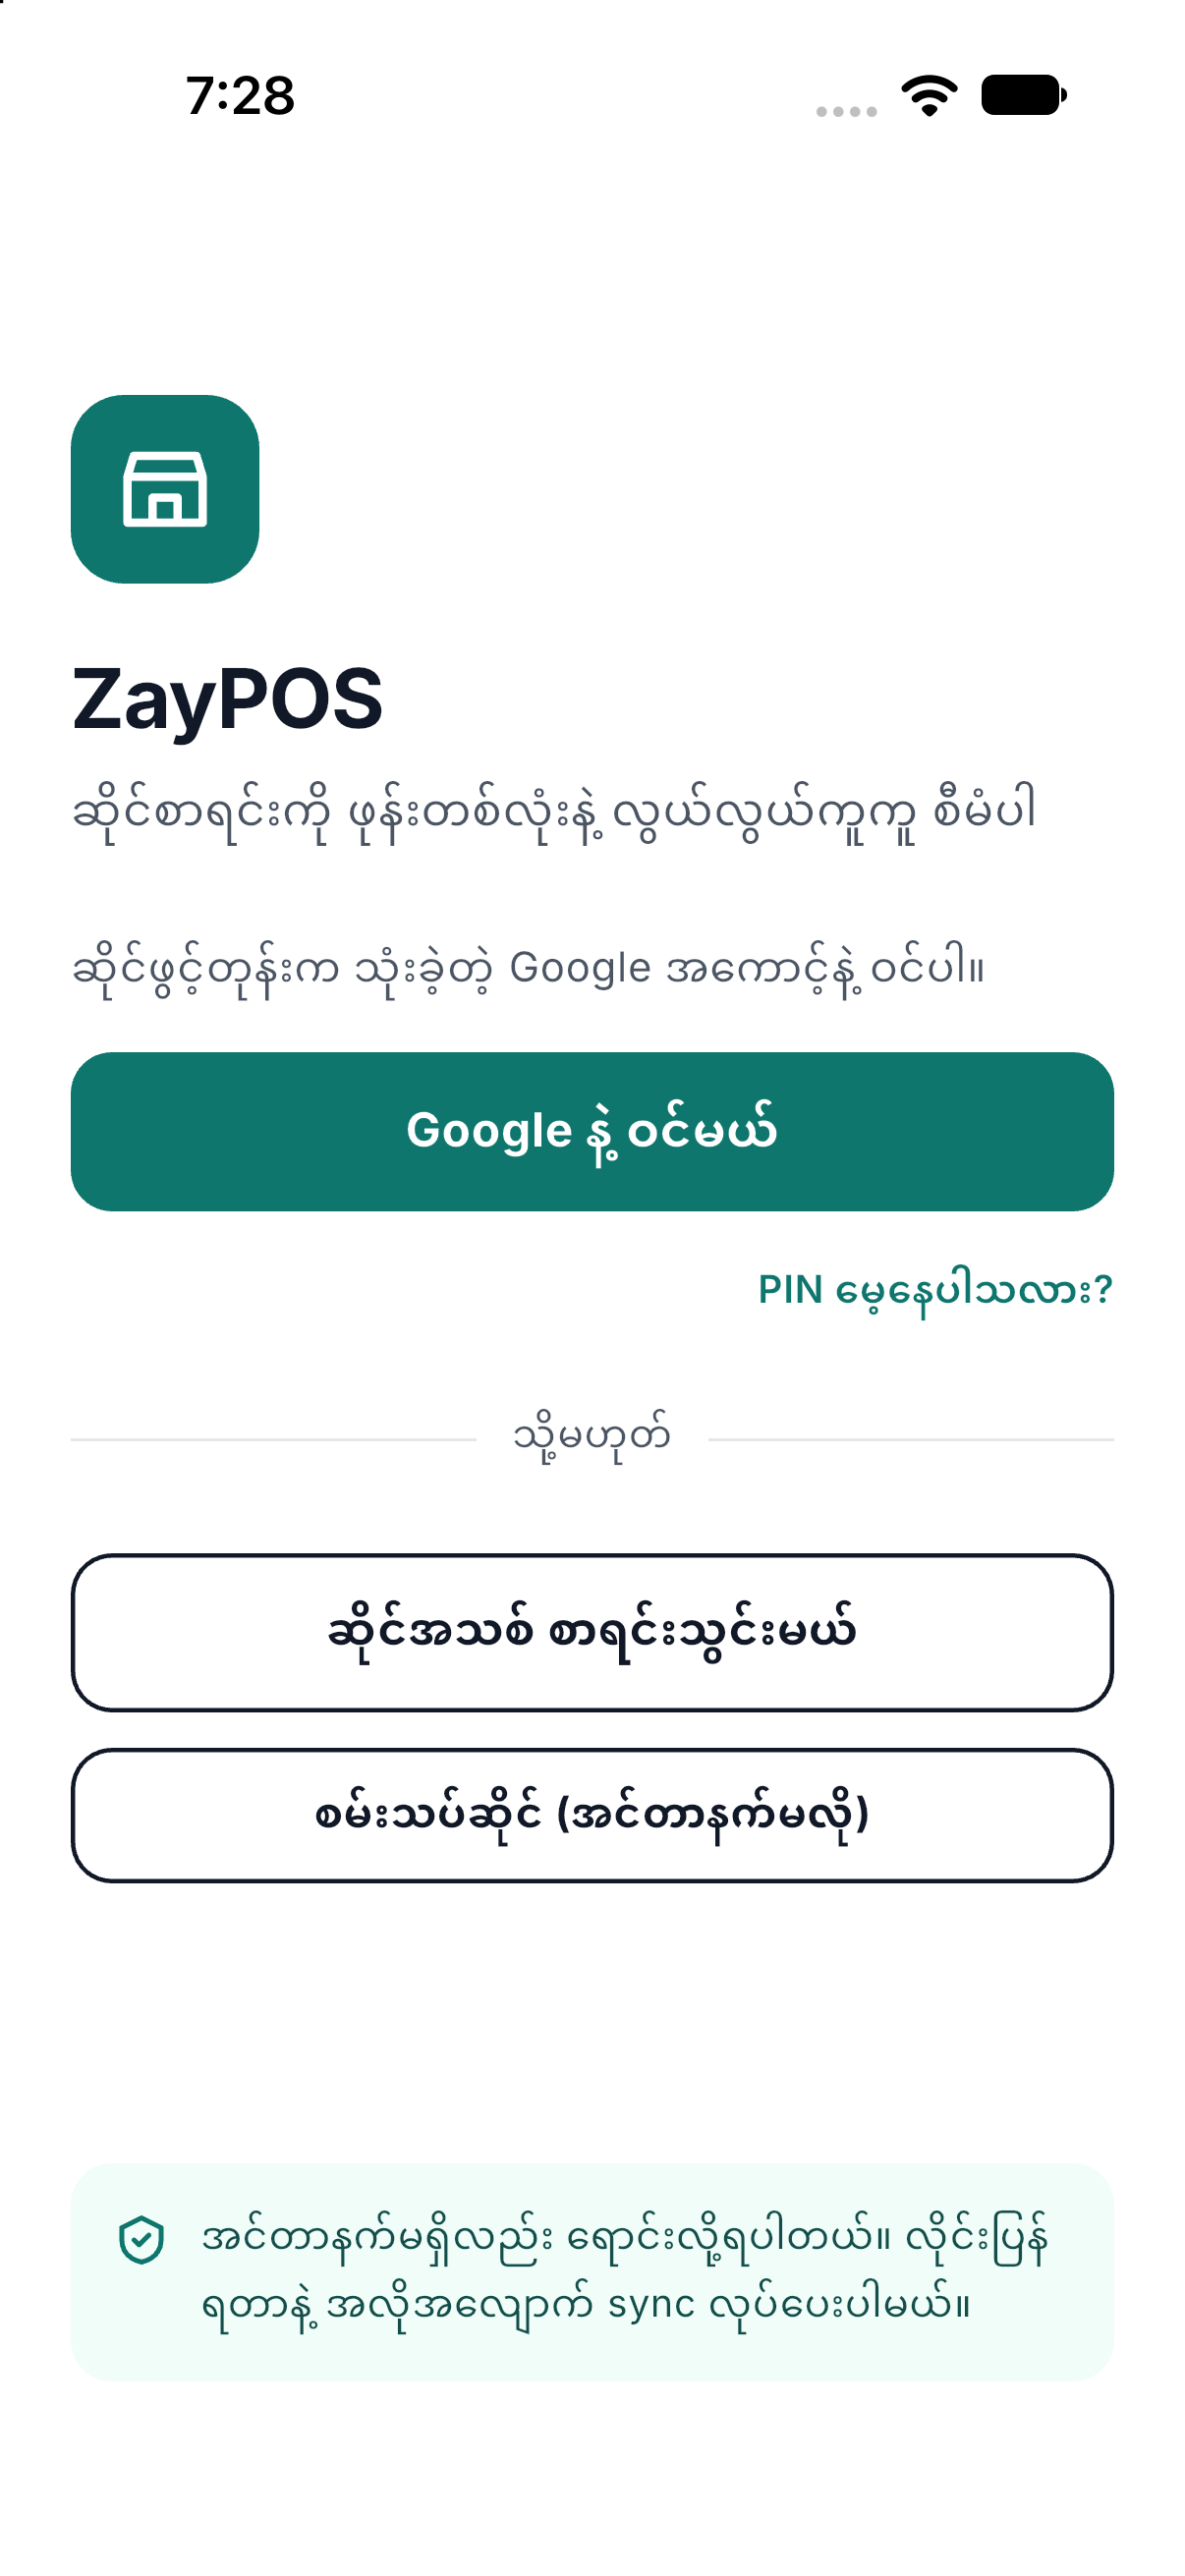 7:28
ZayPOS
ဆိုင်စာရင်းကို ဖုန်းတစ်လုံးနဲ့ လွယ်လွယ်ကူကူ စီမံပါ
ဆိုင်ဖွင့်တုန်းက သုံးခဲ့တဲ့ Google အကောင့်နဲ့ ဝင်ပါ။
Google နဲ့ ဝင်မယ်
PIN မေ့နေပါသလား?
သို့မဟုတ်
ဆိုင်အသစ် စာရင်းသွင်းမယ်
စမ်းသပ်ဆိုင် (အင်တာနက်မလို)
အင်တာနက်မရှိလည်း ရောင်းလို့ရပါတယ်။ လိုင်းပြန်
ရတာနဲ့ အလိုအလျောက် sync လုပ်ပေးပါမယ်။